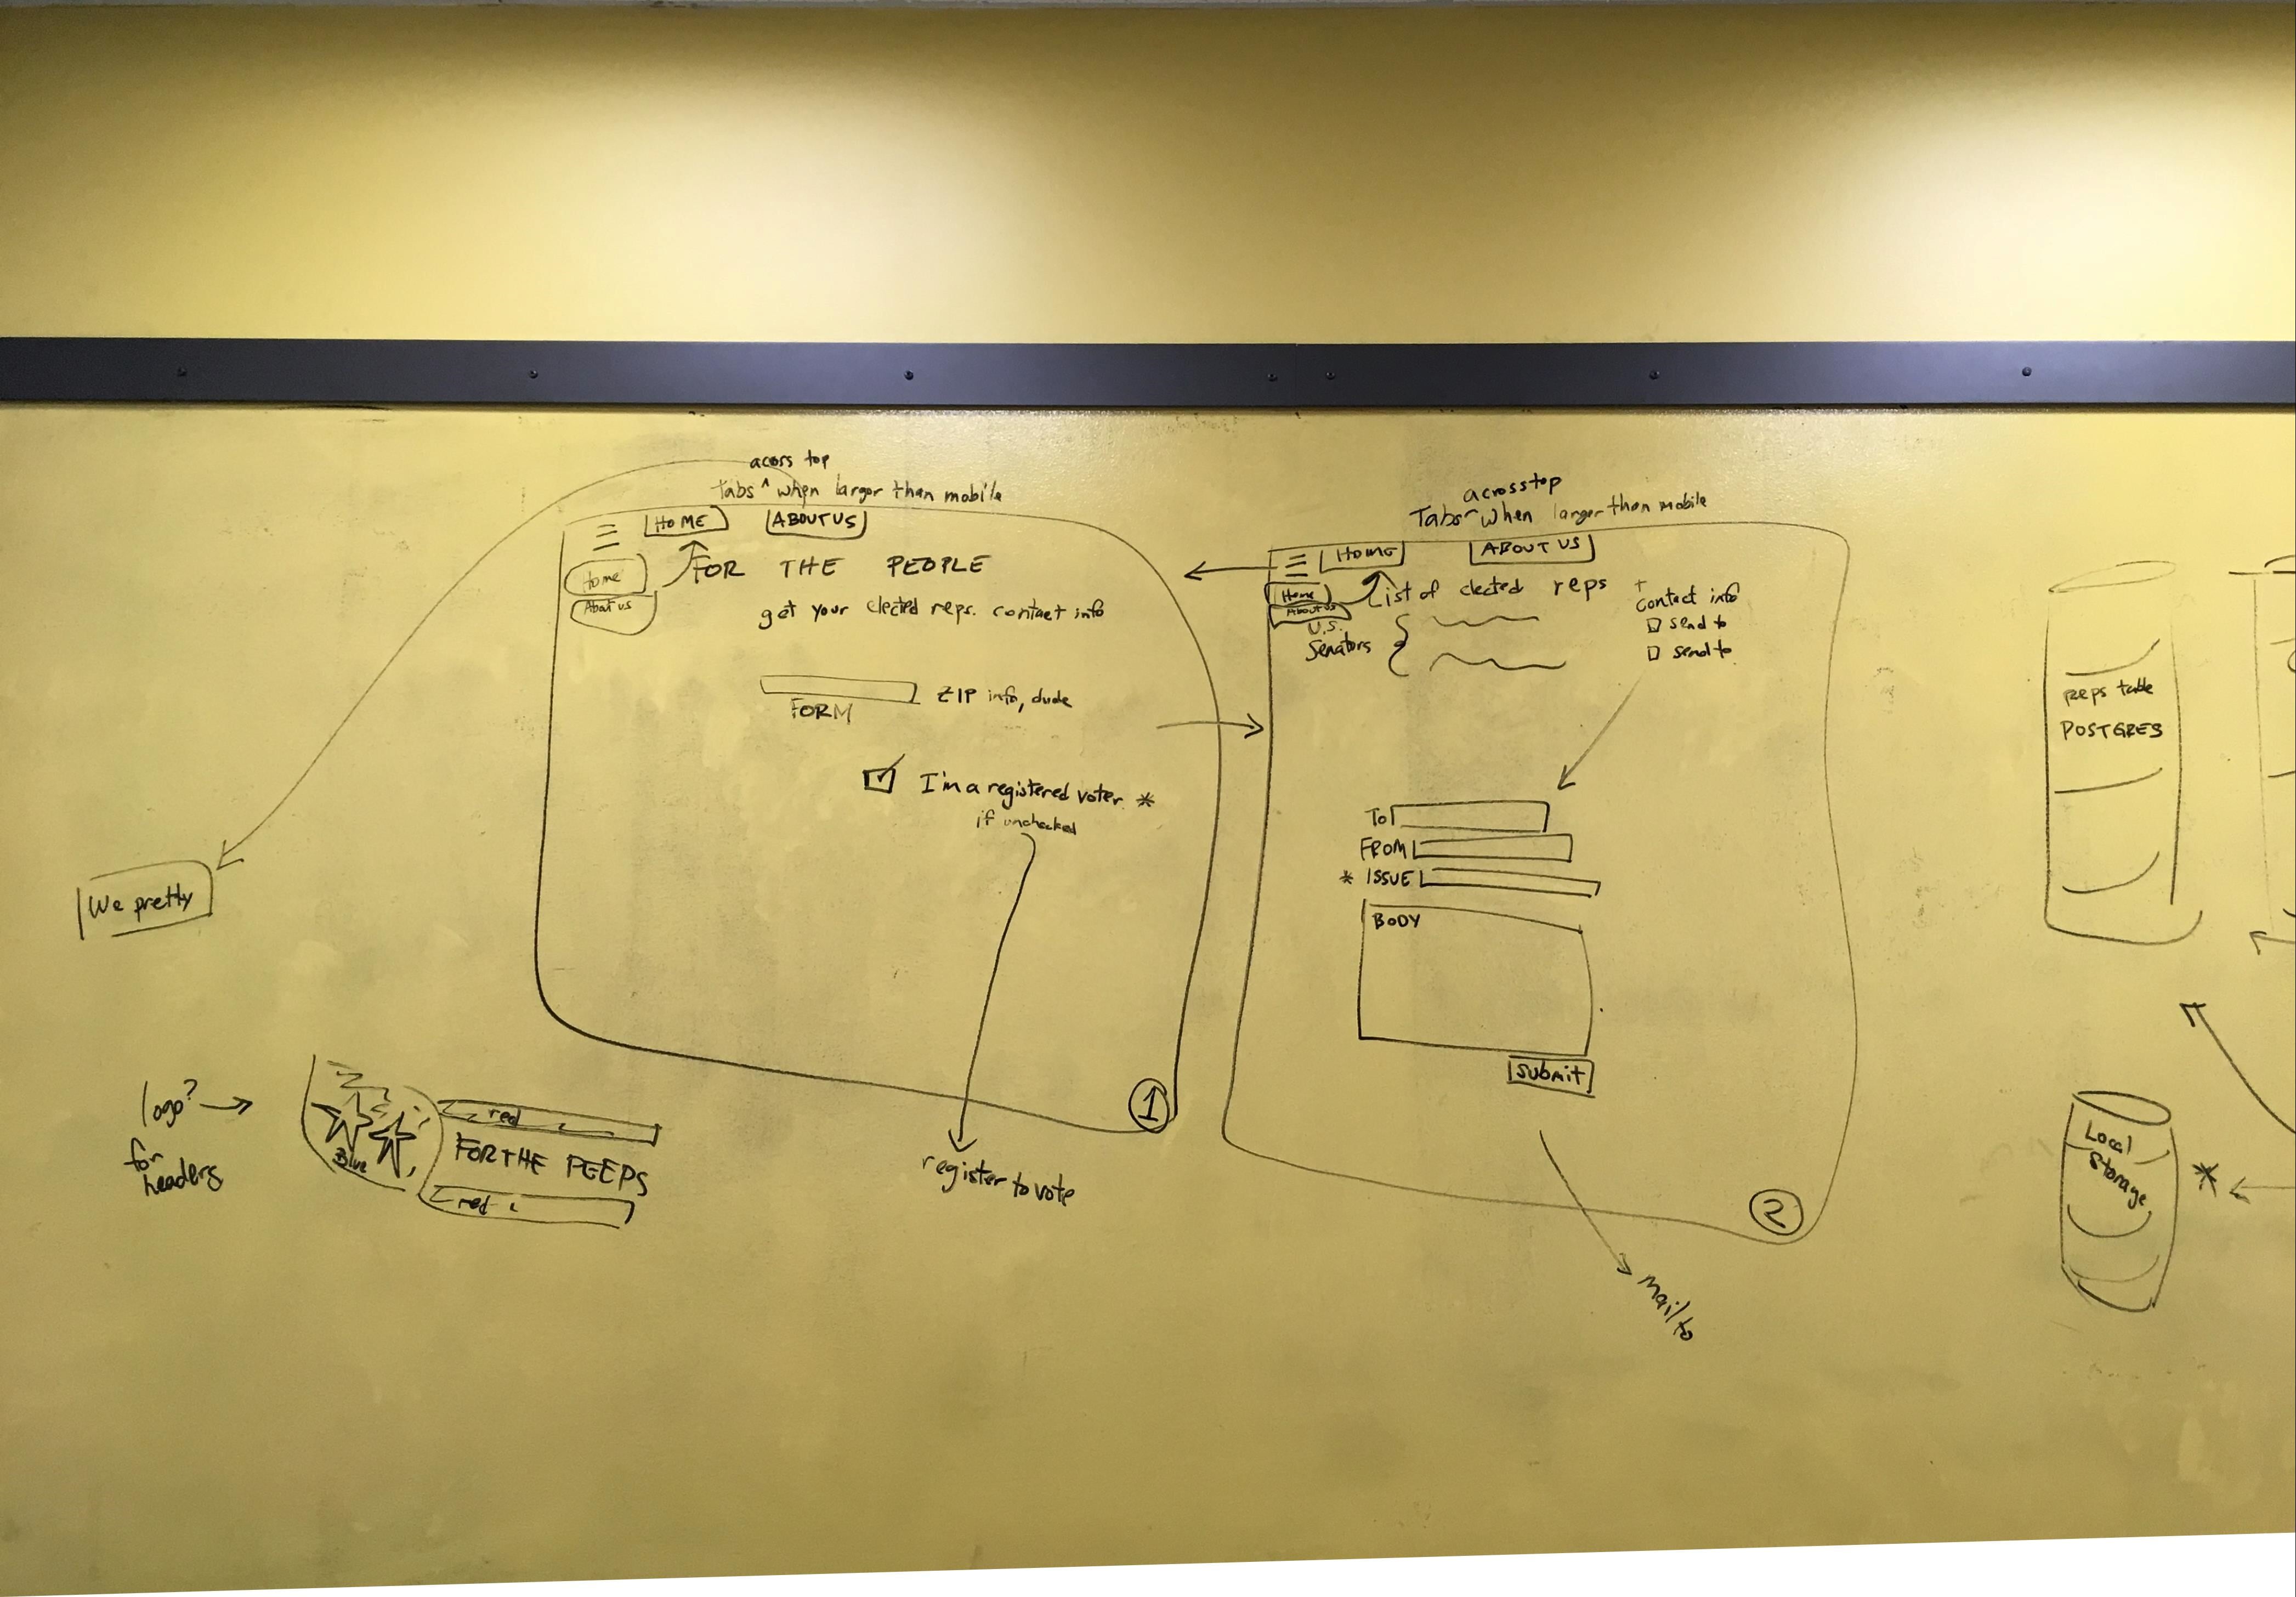 acors top
Tabs ^ when larger than mobile
HOME
ABOUT US
Home
About us
FOR THE PEOPLE
get your elected reps. contact info
ZIP info, dude
FORM
I'm a registered voter *
if unchecked
register to vote
1
We pretty
logo?
for
headers
Blue
red
FOR THE PEEPS
red
across top
Tabs ^ when larger than mobile
HOME
ABOUT US
Home
About us
List of elected reps
+
contact info
send to
send to
U.S.
Senators
TO
FROM
* ISSUE
BODY
Submit
2
mail to
reps table
POSTGRES
Local
Storage
*